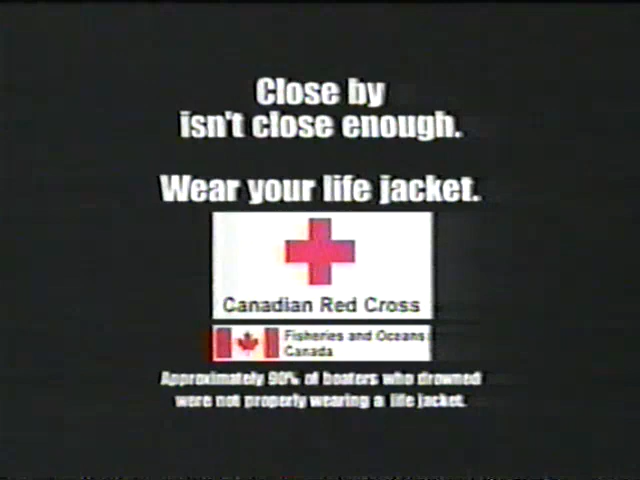 Close by
isn't close enough.
Wear your life jacket.
Canadian Red Cross
Fisheries and Oceans
Canada
Approximately 90% of boaters who drowned
were not properly wearing a life jacket.